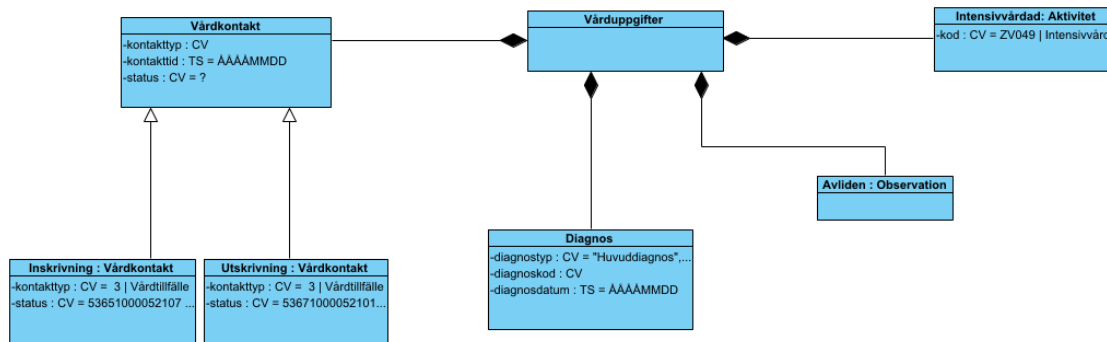 Vårdkontakt
-kontakttyp : CV
-kontakttid : TS = ÅÅÅÅMMDD
-status : CV = ?
Vårduppgifter
Intensivvårdad: Aktivitet
-kod : CV = ZV049 | Intensivvård
Avliden : Observation
Diagnos
-diagnostyp : CV = "Huvuddiagnos",...
-diagnoskod : CV
-diagnosdatum : TS = ÅÅÅÅMMDD
Inskrivning : Vårdkontakt
-kontakttyp : CV =  3 | Vårdtillfälle
-status : CV = 53651000052107 ...
Utskrivning : Vårdkontakt
-kontakttyp : CV =  3 | Vårdtillfälle
-status : CV = 53671000052101...